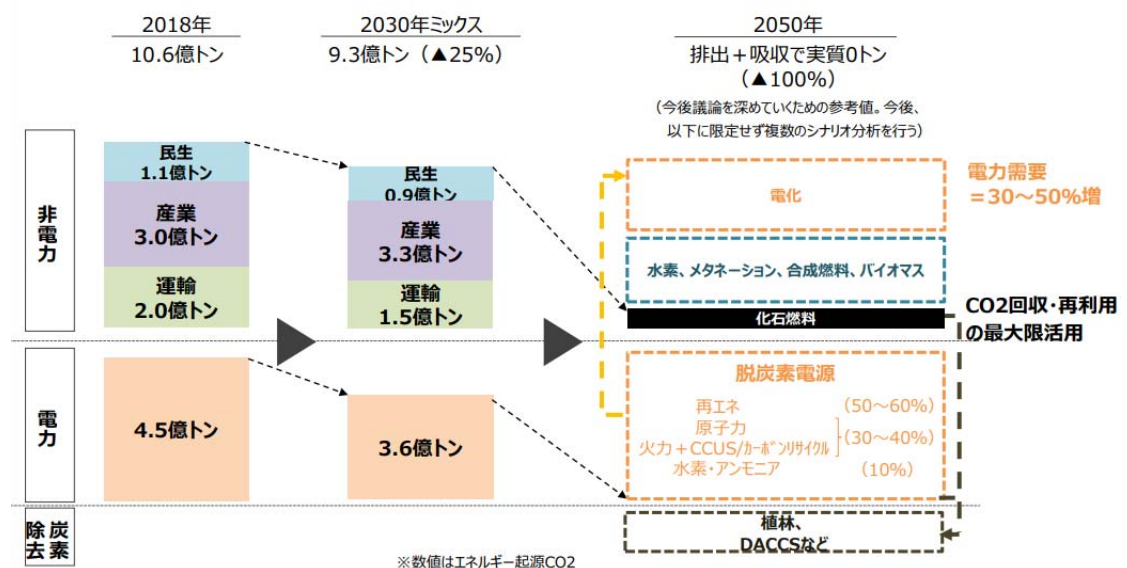 2018年
10.6億トン
2030年ミックス
9.3億トン（▲25%）
2050年
排出＋吸収で実質0トン
（▲100%）
（今後議論を深めていくための参考値。今後、
以下に限定せず複数のシナリオ分析を行う）
非電力
民生
1.1億トン
産業
3.0億トン
運輸
2.0億トン
民生
0.9億トン
産業
3.3億トン
運輸
1.5億トン
電化
電力需要
＝30～50%増
水素、メタネーション、合成燃料、バイオマス
化石燃料
CO2回収・再利用
の最大限活用
電力
4.5億トン
3.6億トン
脱炭素電源
再エネ (50～60%)
原子力
火力＋CCUS/カーボンリサイクル (30～40%)
水素・アンモニア (10%)
炭素除去
植林、
DACCSなど
※数値はエネルギー起源CO2